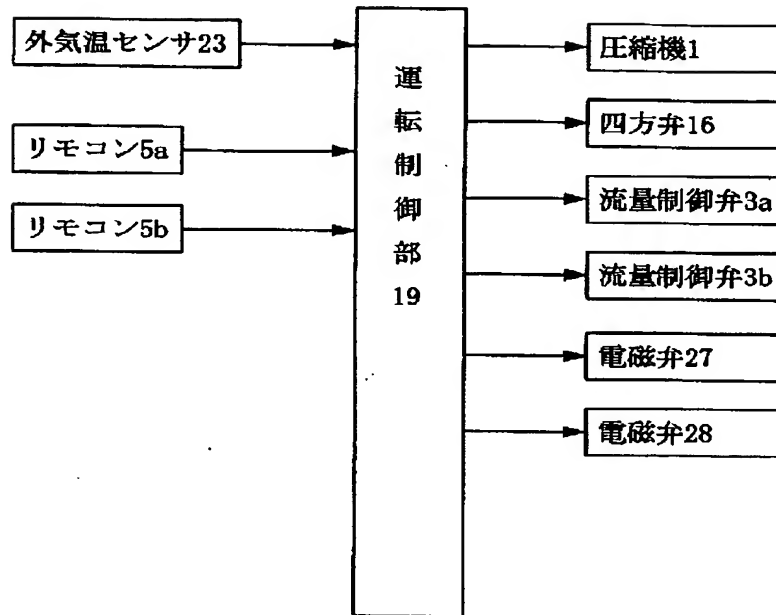 外気温センサ23
リモコン5a
リモコン5b
運転制御部19
圧縮機1
四方弁16
流量制御弁3a
流量制御弁3b
電磁弁27
電磁弁28